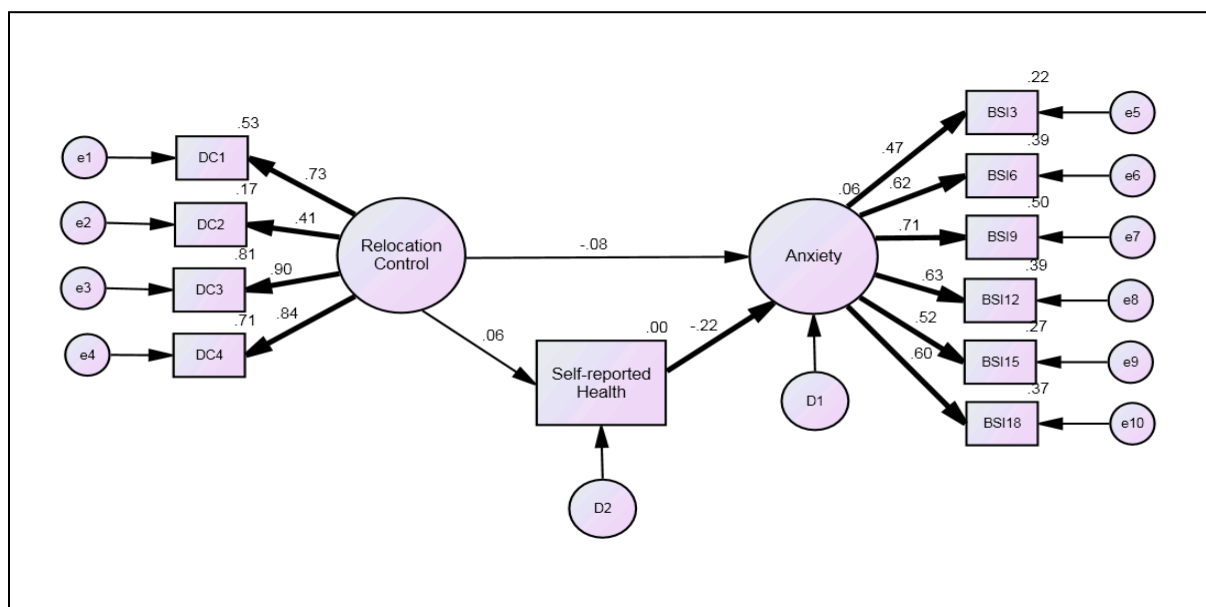 .22
BSI3
e5
.53
e1
DC1
.47
.39
.73
.06
.62
BSI6
e6
.17
.50
e2
DC2
.41
.71
BSI9
e7
Relocation
Control
-.08
Anxiety
.81
.90
.39
e3
DC3
.63
BSI12
e8
.71
.84
.06
.00
-.22
.52
.27
e4
DC4
.60
BSI15
e9
Self-reported
Health
.37
D1
BSI18
e10
D2